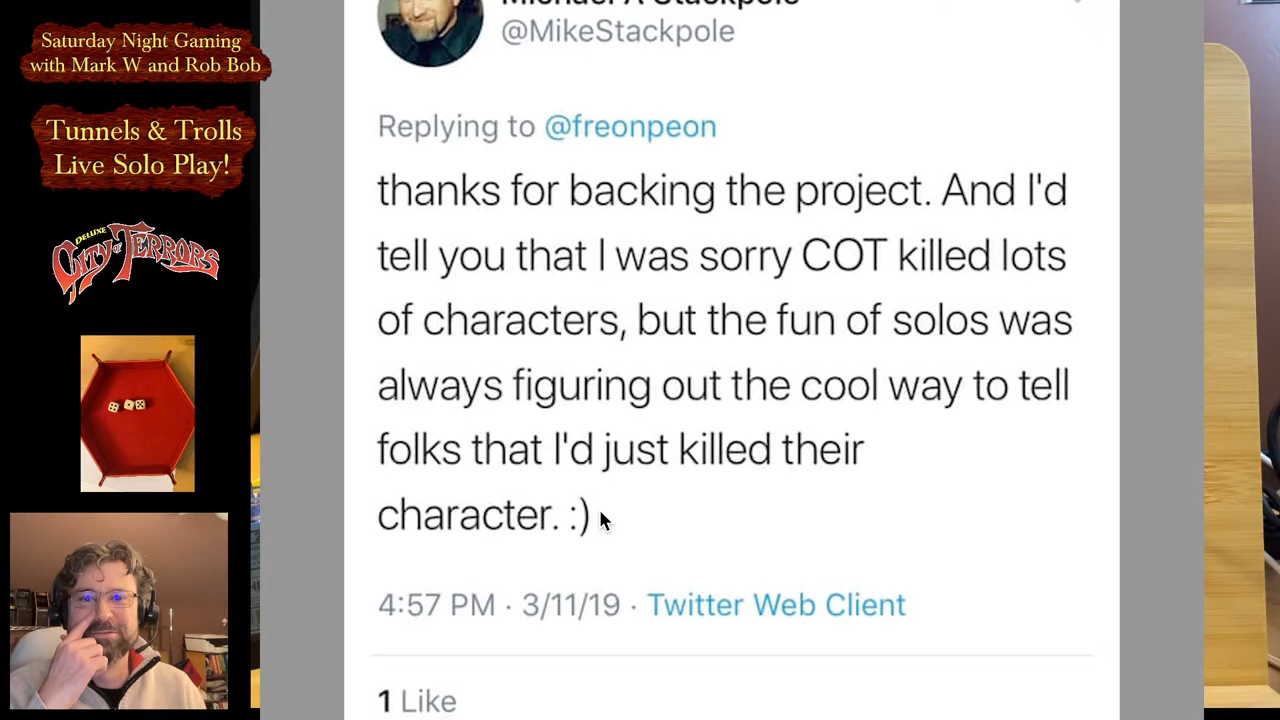 Saturday Night Gaming
with Mark W and Rob Bob
Tunnels & Trolls
Live Solo Play!
DELUXE
CITY OF TERRORS
Michael A Stackpole
@MikeStackpole
Replying to @freonpeon
thanks for backing the project. And I'd
tell you that I was sorry COT killed lots
of characters, but the fun of solos was
always figuring out the cool way to tell
folks that I'd just killed their
character. :)
4:57 PM · 3/11/19 · Twitter Web Client
1 Like